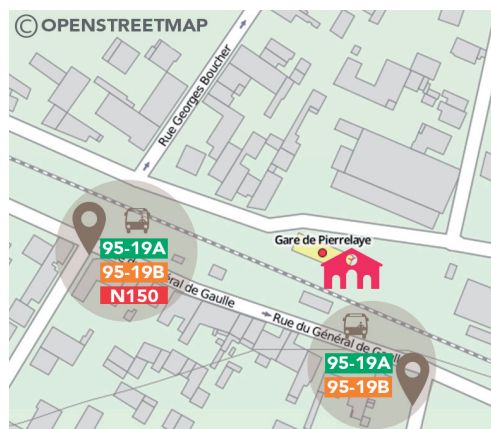 © OPENSTREETMAP
Rue Georges Boucher
Gare de Pierrelaye
95-19A
95-19B
N150
néral de Gaulle
Rue du Général de Gaulle
95-19A
95-19B